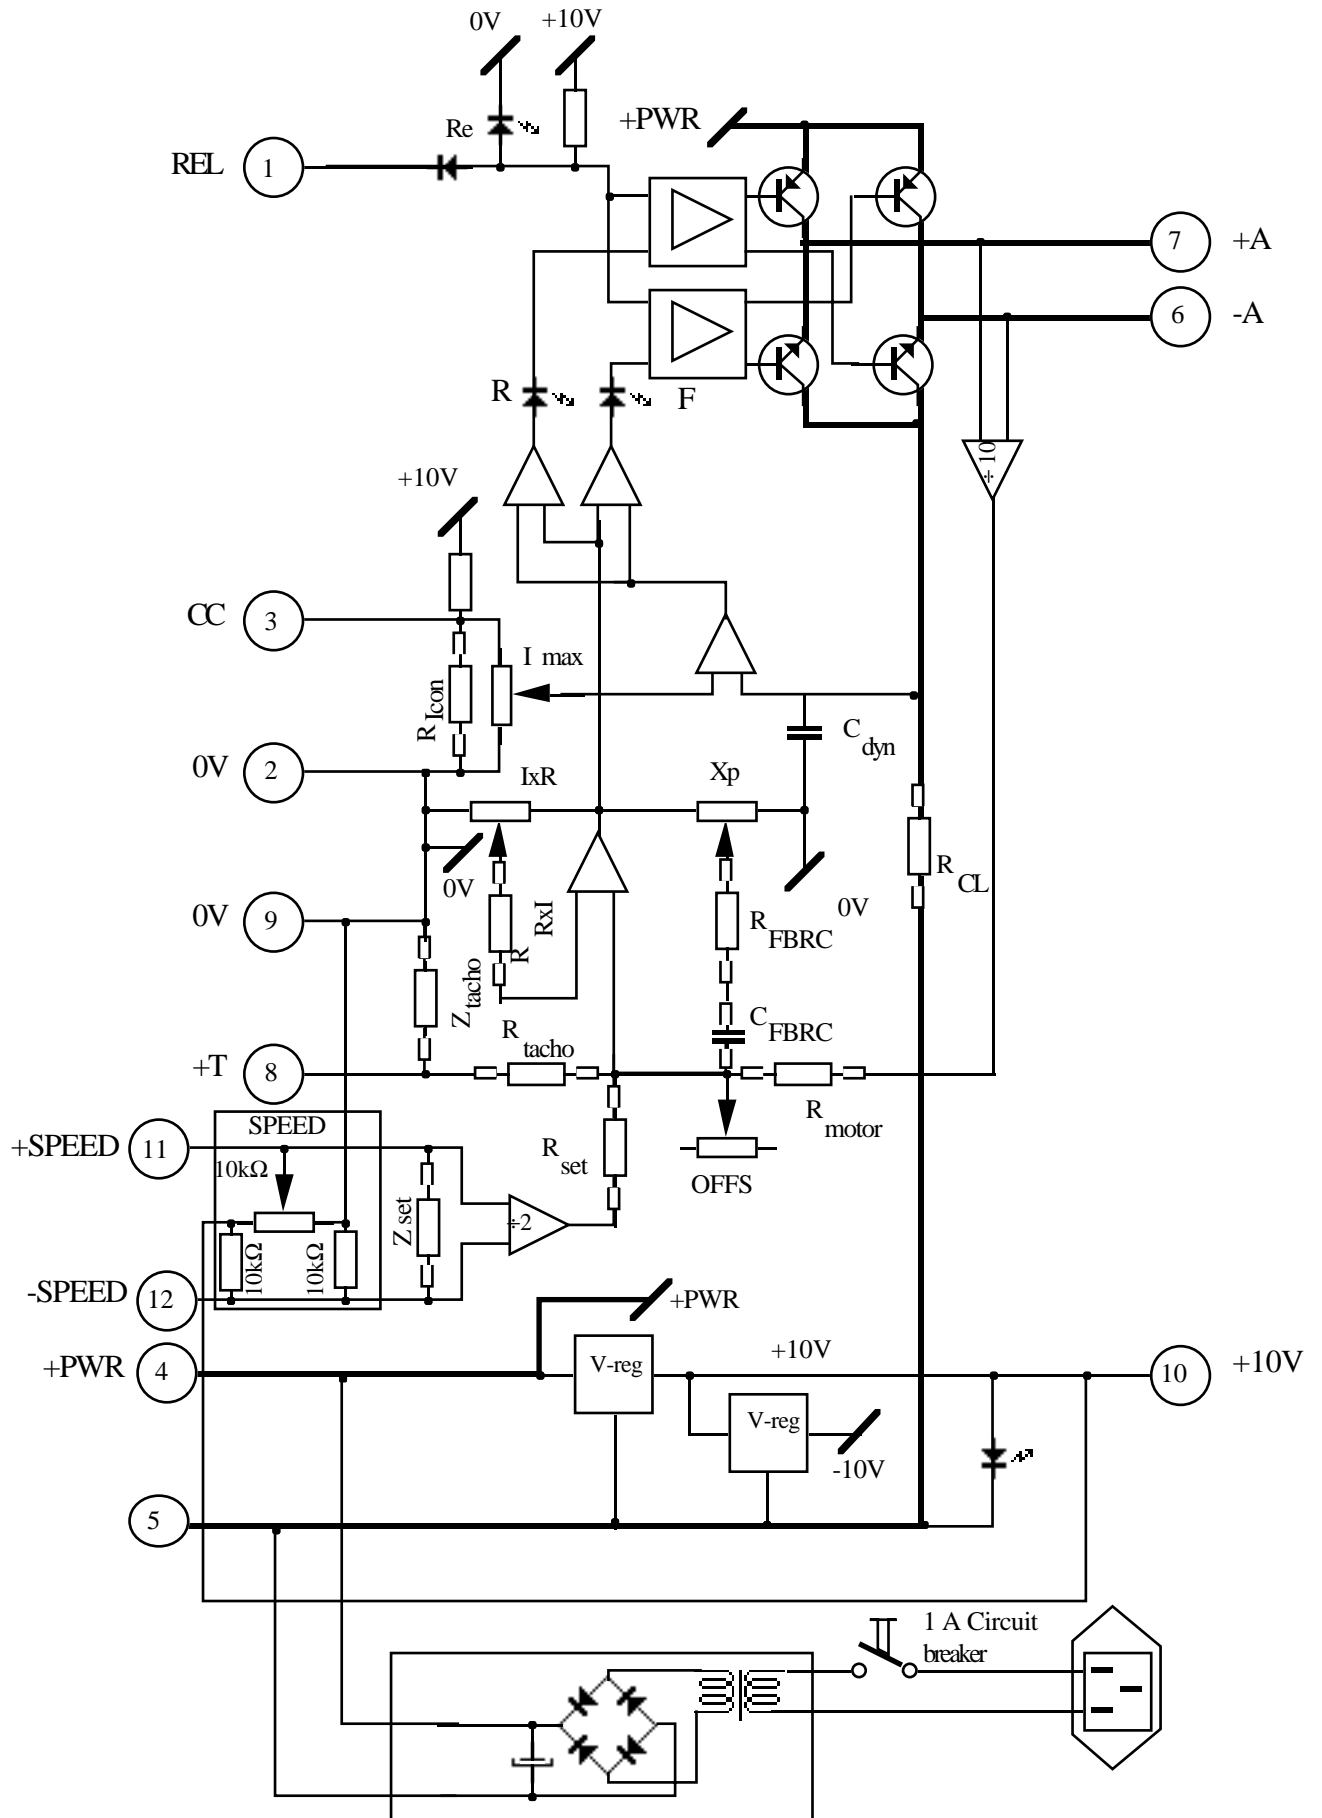 0V
+10V
+PWR
Re
REL
1
7
+A
6
-A
R
F
÷ 10
+10V
CC
3
I max
R Icon
C dyn
0V
2
IxR
Xp
0V
R CL
0V
0V
9
R RxI
R FBRC
Z tacho
C FBRC
R tacho
+T
8
R motor
SPEED
+SPEED
11
10kΩ
R set
OFFS
Z set
÷2
10kΩ
10kΩ
-SPEED
12
+PWR
+PWR
4
V-reg
+10V
10
+10V
V-reg
-10V
5
1 A Circuit
breaker